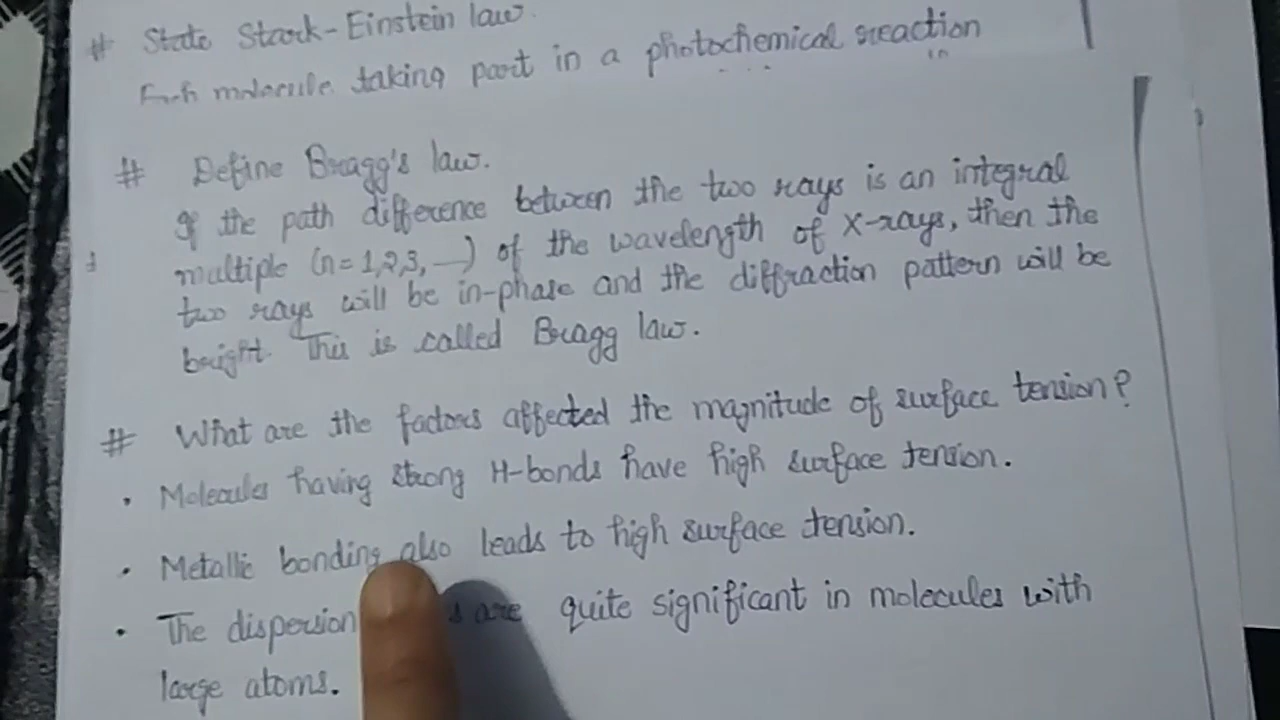 # State Stark-Einstein law.
molecule taking part in a photochemical reaction
in
# Define Bragg's law.
If the path difference between the two rays is an integral
multiple (n=1,2,3, —) of the wavelength of X-rays, then the
two rays will be in-phase and the diffraction pattern will be
bright. This is called Bragg law.
# What are the factors affected the magnitude of surface tension?
• Molecules having strong H-bonds have high surface tension.
• Metallic bonding also leads to high surface tension.
• The dispersion are quite significant in molecules with
large atoms.